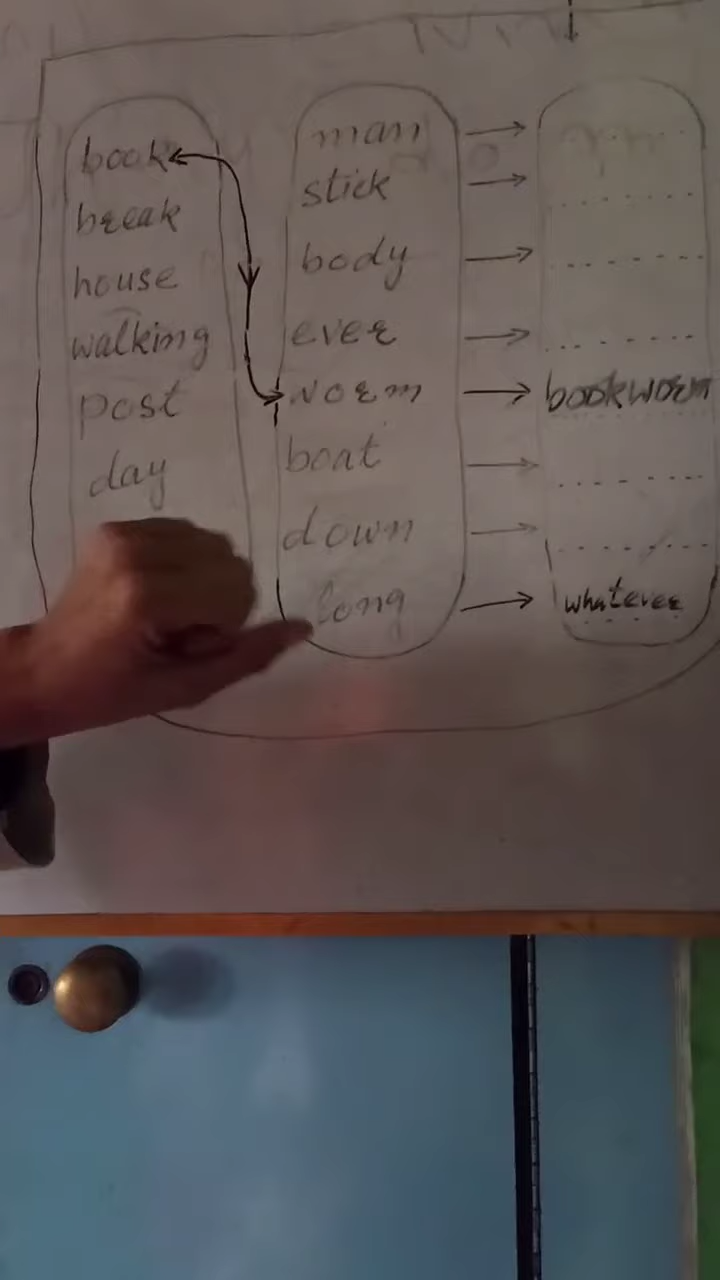 book
break
house
walking
post
day
man
stick
body
ever
worm
boat
down
long
bookworm
whatever